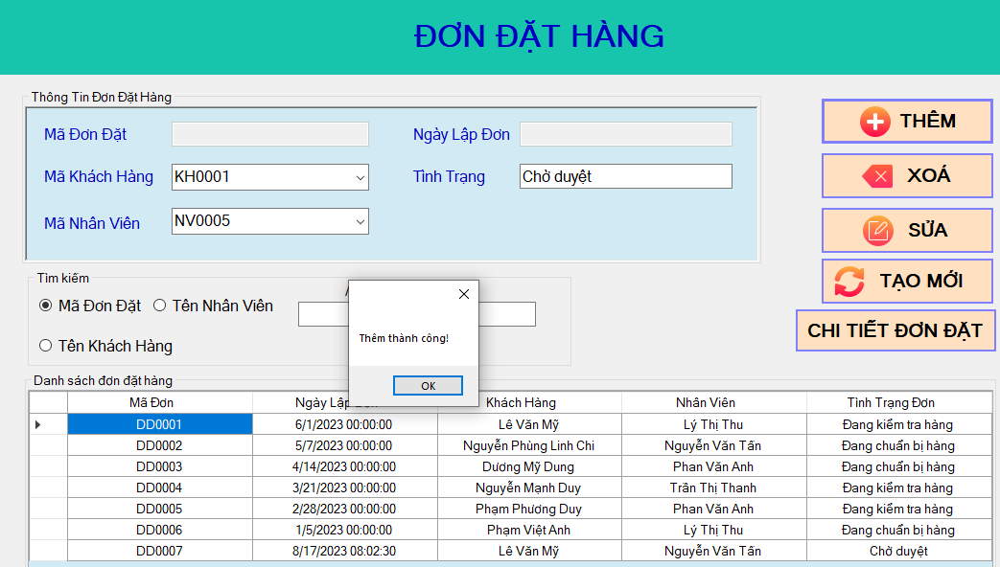 ĐƠN ĐẶT HÀNG
Thông Tin Đơn Đặt Hàng
Mã Đơn Đặt
Ngày Lập Đơn
Mã Khách Hàng KH0001
Tình Trạng Chờ duyệt
Mã Nhân Viên NV0005
THÊM
XOÁ
SỬA
TẠO MỚI
CHI TIẾT ĐƠN ĐẶT
Tìm kiếm
Mã Đơn Đặt Tên Nhân Viên
Tên Khách Hàng
Thêm thành công!
OK
Danh sách đơn đặt hàng
Mã Đơn Ngày Lập Khách Hàng Nhân Viên Tình Trạng Đơn
DD0001 6/1/2023 00:00:00 Lê Văn Mỹ Lý Thị Thu Đang kiểm tra hàng
DD0002 5/7/2023 00:00:00 Nguyễn Phùng Linh Chi Nguyễn Văn Tấn Đang chuẩn bị hàng
DD0003 4/14/2023 00:00:00 Dương Mỹ Dung Phan Văn Anh Đang chuẩn bị hàng
DD0004 3/21/2023 00:00:00 Nguyễn Mạnh Duy Trần Thị Thanh Đang kiểm tra hàng
DD0005 2/28/2023 00:00:00 Phạm Phương Duy Phan Văn Anh Đang kiểm tra hàng
DD0006 1/5/2023 00:00:00 Phạm Việt Anh Lý Thị Thu Đang chuẩn bị hàng
DD0007 8/17/2023 08:02:30 Lê Văn Mỹ Nguyễn Văn Tấn Chờ duyệt